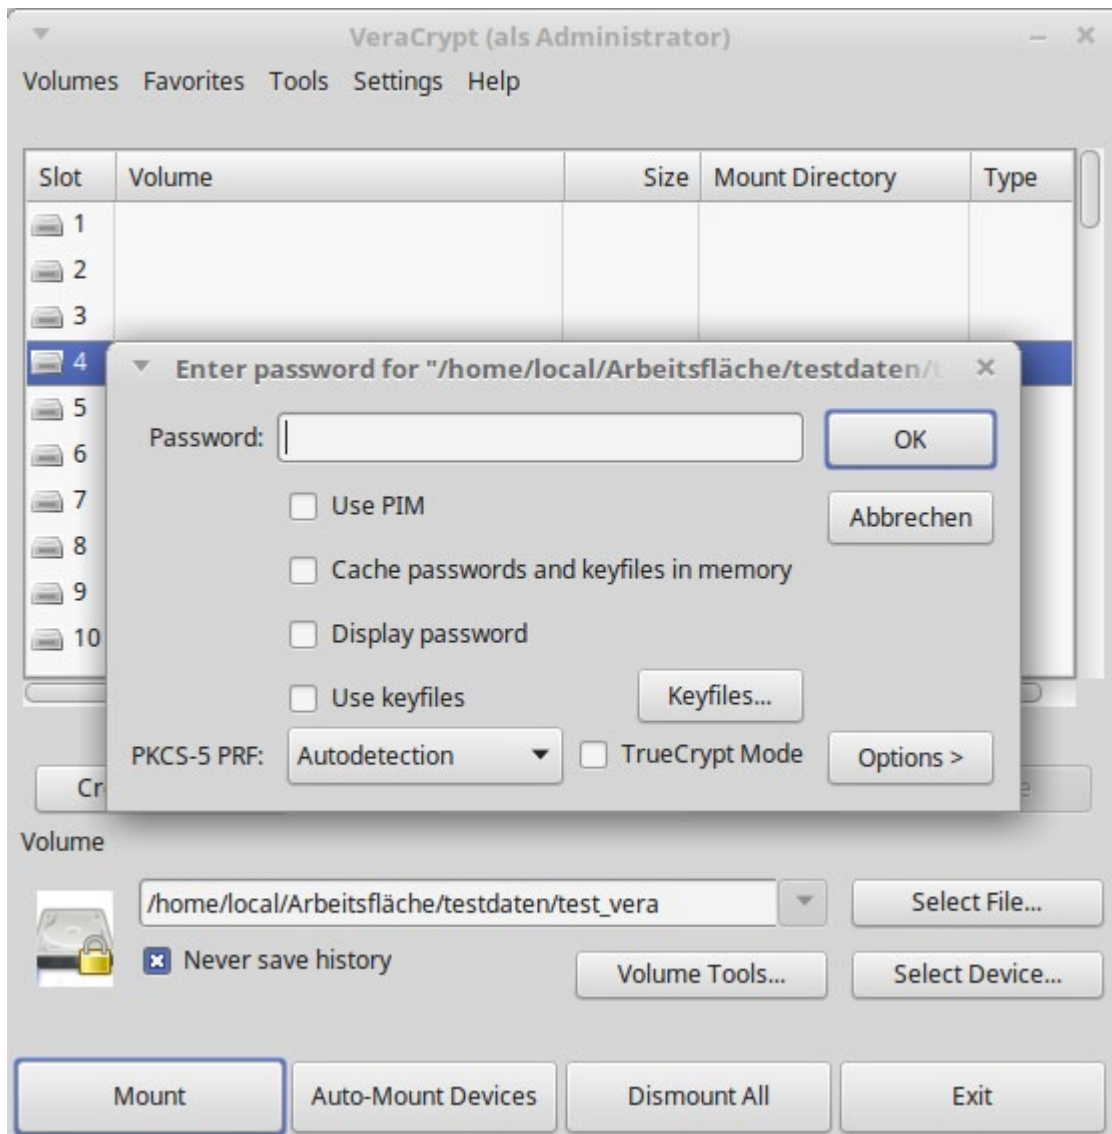 VeraCrypt (als Administrator)
Volumes Favorites Tools Settings Help
Slot Volume Size Mount Directory Type
1
2
3
4
Enter password for "/home/local/Arbeitsfläche/testdaten/
5
Password: OK
6
7
Use PIM
Abbrechen
8
Cache passwords and keyfiles in memory
9
10
Display password
Use keyfiles Keyfiles...
PKCS-5 PRF: Autodetection TrueCrypt Mode Options >
Cr
Volume
/home/local/Arbeitsfläche/testdaten/test_vera Select File...
Never save history
Volume Tools... Select Device...
Mount Auto-Mount Devices Dismount All Exit